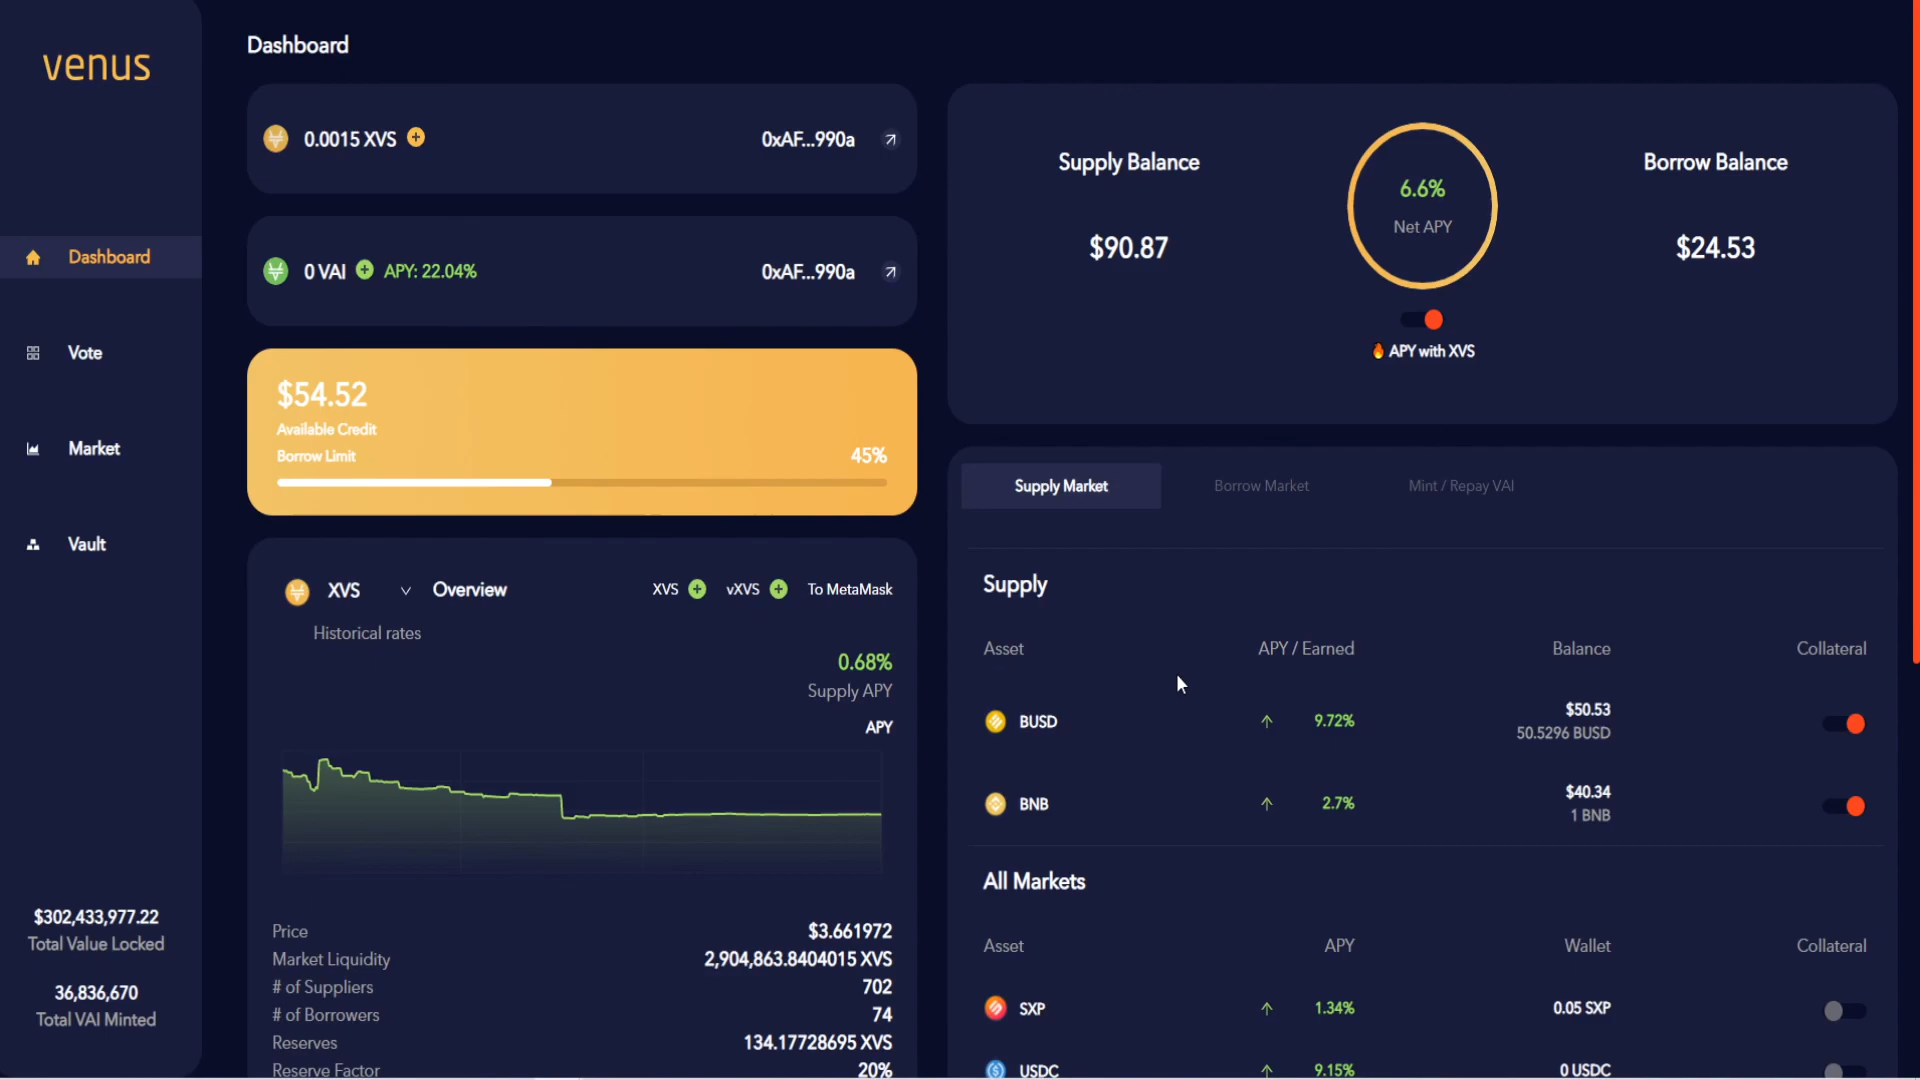 venus
Dashboard
Vote
Market
Vault
$302,433,977.22
Total Value Locked
36,836,670
Total VAI Minted
Dashboard
0.0015 XVS
0xAF...990a
0 VAI APY: 22.04%
0xAF...990a
$54.52
Available Credit
Borrow Limit 45%
XVS Overview XVS vXVS To MetaMask
Historical rates
0.68%
Supply APY
APY
Price $3.661972
Market Liquidity 2,904,863.8404015 XVS
# of Suppliers 702
# of Borrowers 74
Reserves 134.17728695 XVS
Reserve Factor 20%
Supply Balance
$90.87
6.6%
Net APY
APY with XVS
Borrow Balance
$24.53
Supply Market Borrow Market Mint / Repay VAI
Supply
Asset APY / Earned Balance Collateral
BUSD 9.72% $50.53
50.5296 BUSD
BNB 2.7% $40.34
1 BNB
All Markets
Asset APY Wallet Collateral
SXP 1.34% 0.05 SXP
USDC 9.15% 0 USDC